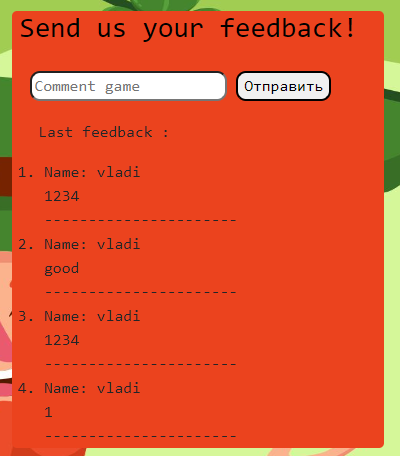 Send us your feedback!
Comment game Отправить
Last feedback :
1. Name: vladi
1234
----------------------
2. Name: vladi
good
----------------------
3. Name: vladi
1234
----------------------
4. Name: vladi
1
----------------------